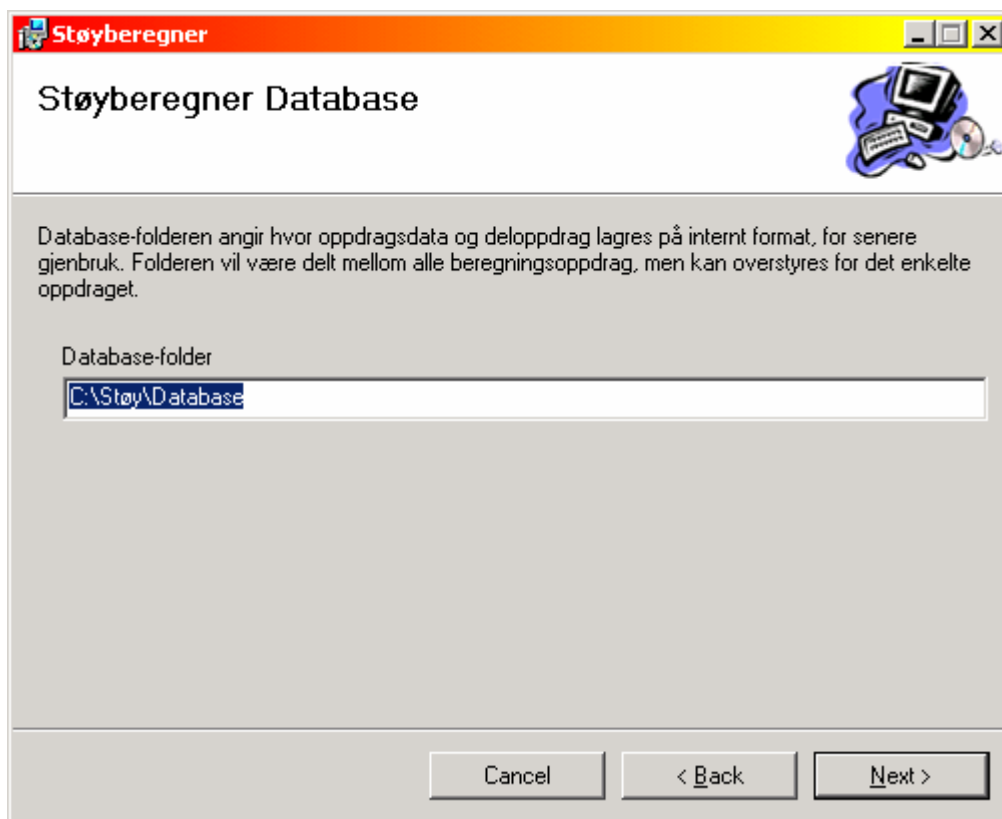 Støyberegner
Støyberegner Database
Database-folderen angir hvor oppdragsdata og deloppdrag lagres på internt format, for senere
gjenbruk. Folderen vil være delt mellom alle beregningsoppdrag, men kan overstyres for det enkelte
oppdraget.
Database-folder
C:\Støy\Database
Cancel
< Back
Next >